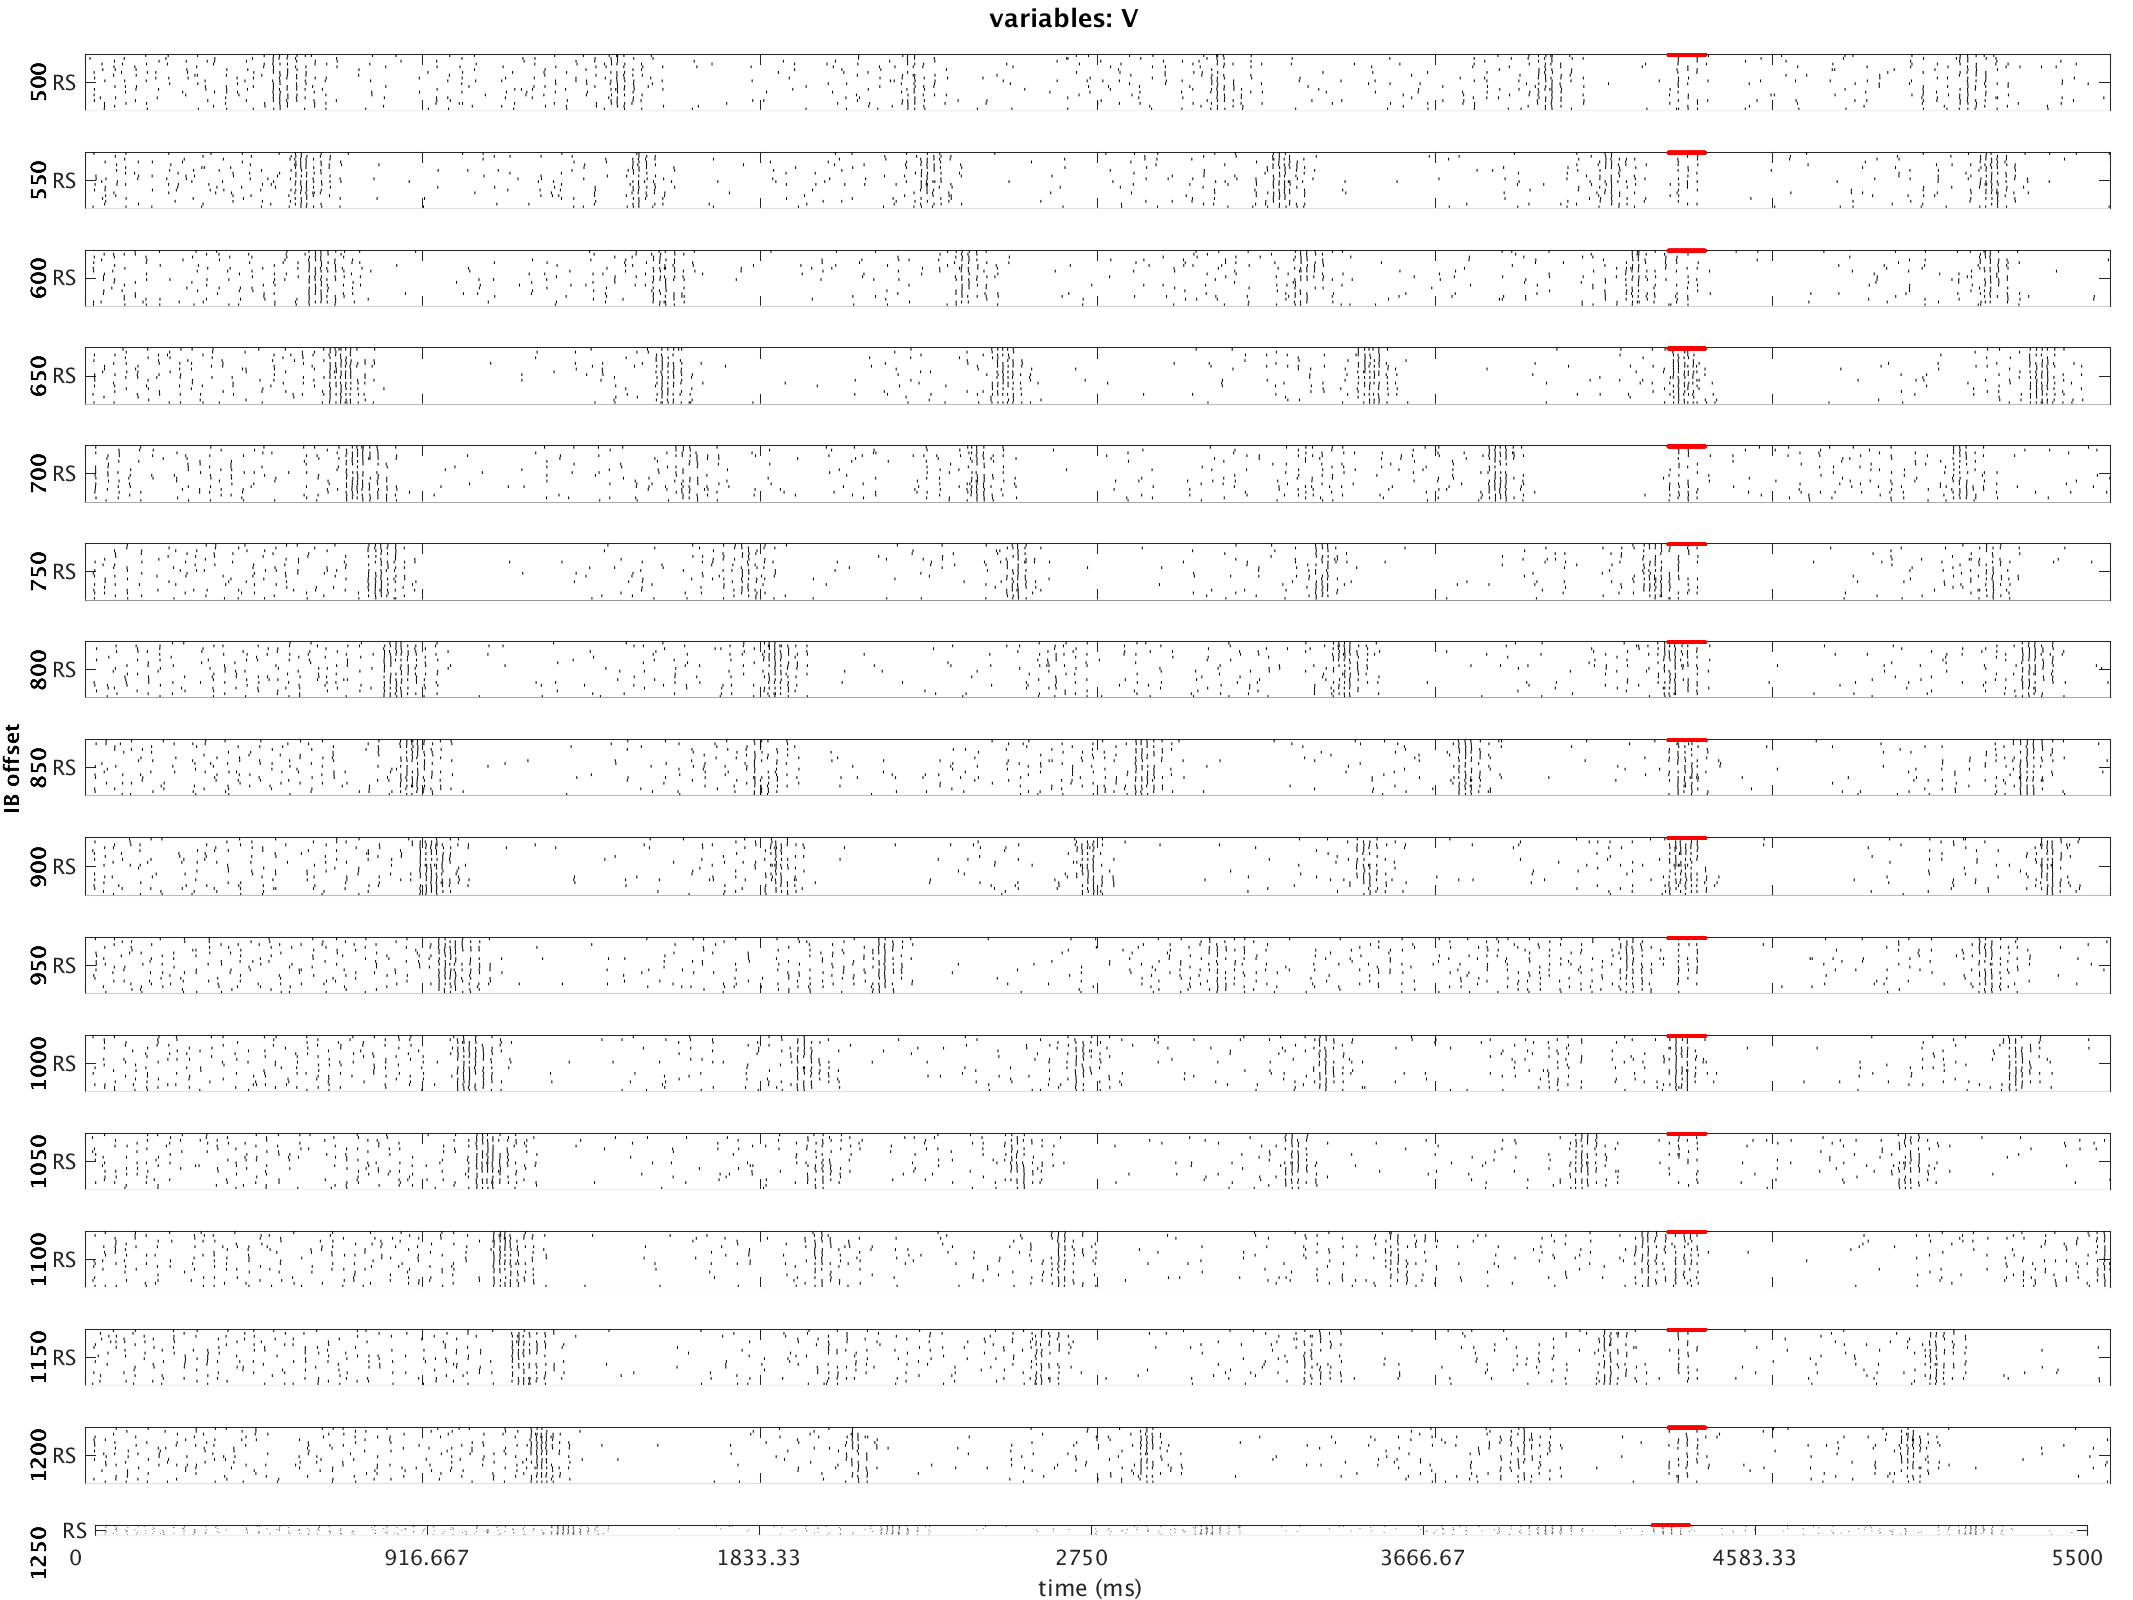 variables: V
500 RS
550 RS
600 RS
650 RS
700 RS
750 RS
800 RS
IB offset
850 RS
900 RS
950 RS
1000 RS
1050 RS
1100 RS
1150 RS
1200 RS
1250 RS
0 916.667 1833.33 2750 3666.67 4583.33 5500
time (ms)